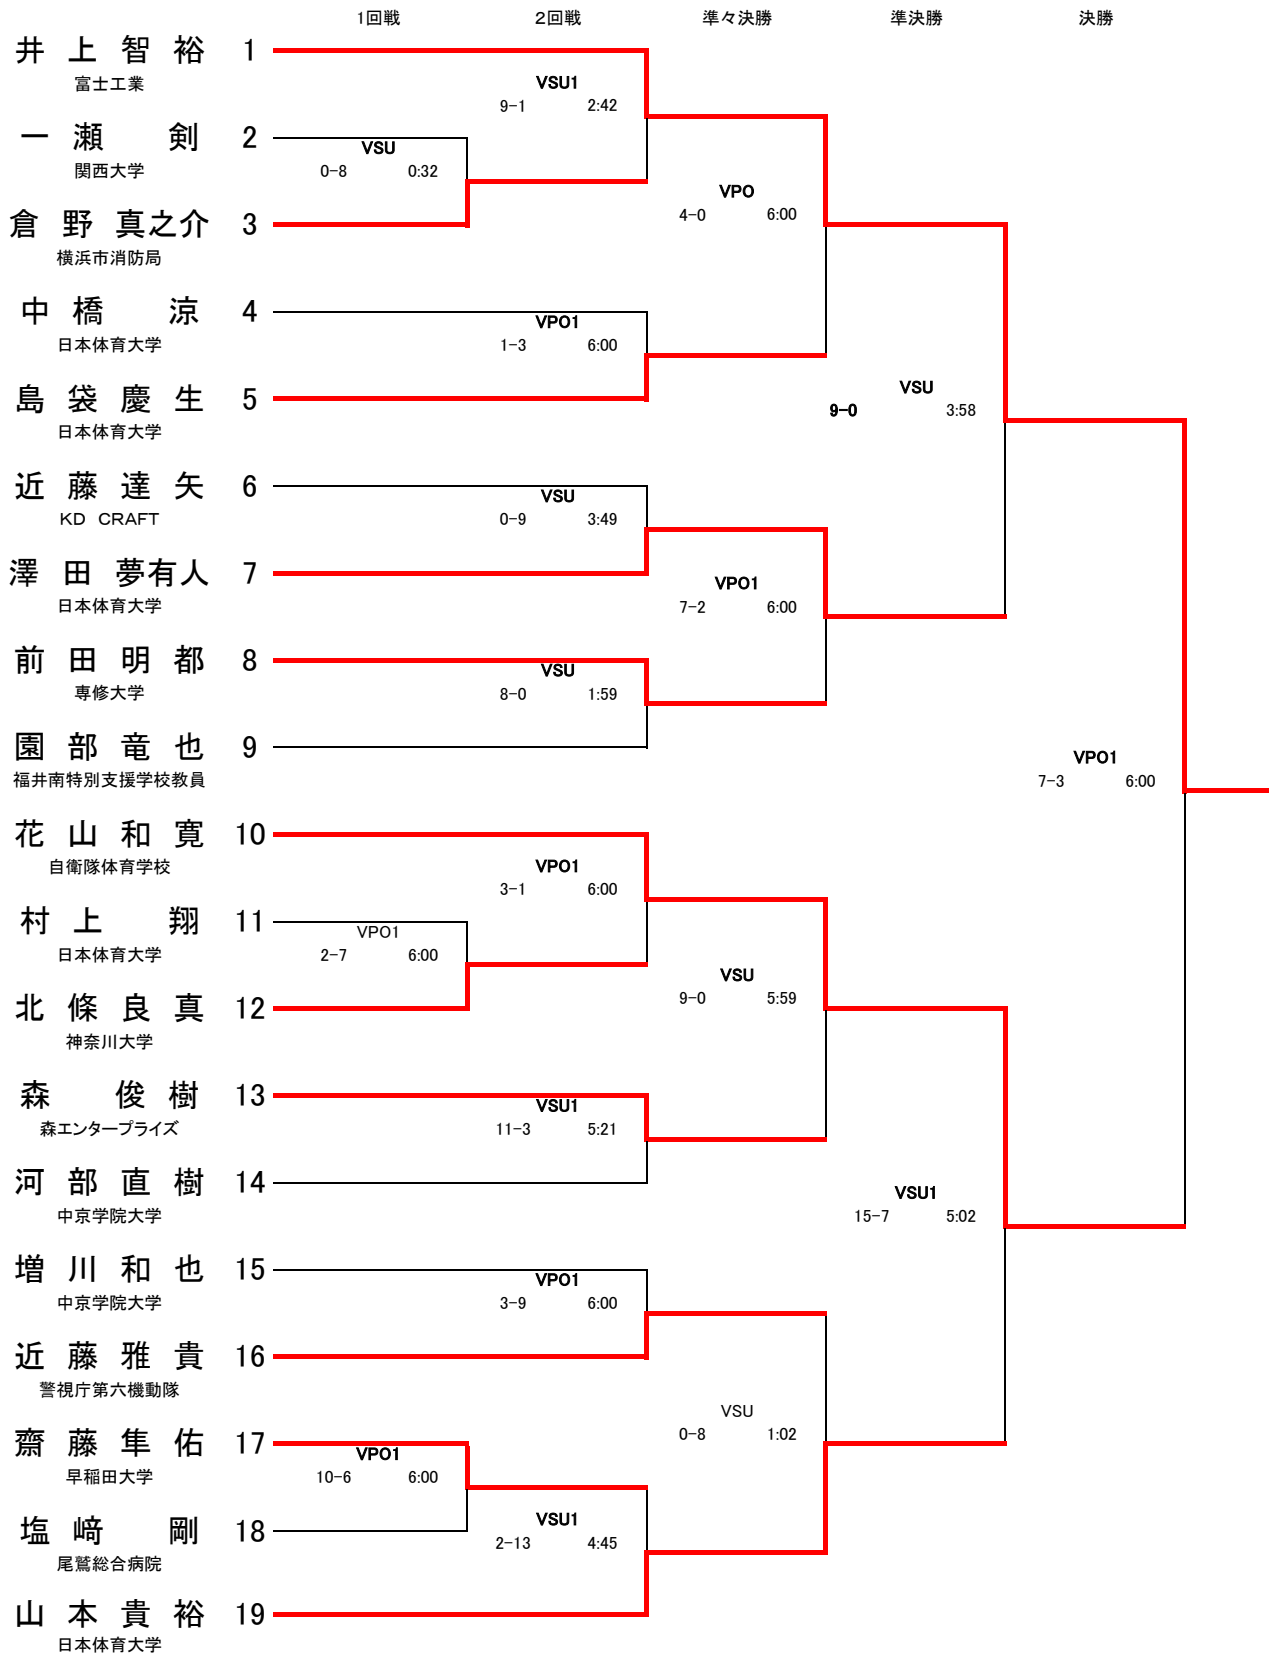 1回戦 2回戦 準々決勝 準決勝 決勝
井上智裕 1
富士工業
VSU1
9-1 2:42
一瀬 剣 2
関西大学
VSU
0-8 0:32
倉野真之介 3
横浜市消防局
VPO
4-0 6:00
中橋 涼 4
日本体育大学
VPO1
1-3 6:00
島袋慶生 5
日本体育大学
VSU
9-0 3:58
近藤達矢 6
KD CRAFT
VSU
0-9 3:49
澤田夢有人 7
日本体育大学
VPO1
7-2 6:00
前田明都 8
専修大学
VSU
8-0 1:59
園部竜也 9
福井南特別支援学校教員
VPO1
7-3 6:00
花山和寛 10
自衛隊体育学校
VPO1
3-1 6:00
村上 翔 11
日本体育大学
VPO1
2-7 6:00
北條良真 12
神奈川大学
VSU
9-0 5:59
森 俊樹 13
森エンタープライズ
VSU1
11-3 5:21
河部直樹 14
中京学院大学
VSU1
15-7 5:02
増川和也 15
中京学院大学
VPO1
3-9 6:00
近藤雅貴 16
警視庁第六機動隊
VSU
0-8 1:02
齋藤隼佑 17
早稲田大学
VPO1
10-6 6:00
塩﨑 剛 18
尾鷲総合病院
VSU1
2-13 4:45
山本貴裕 19
日本体育大学